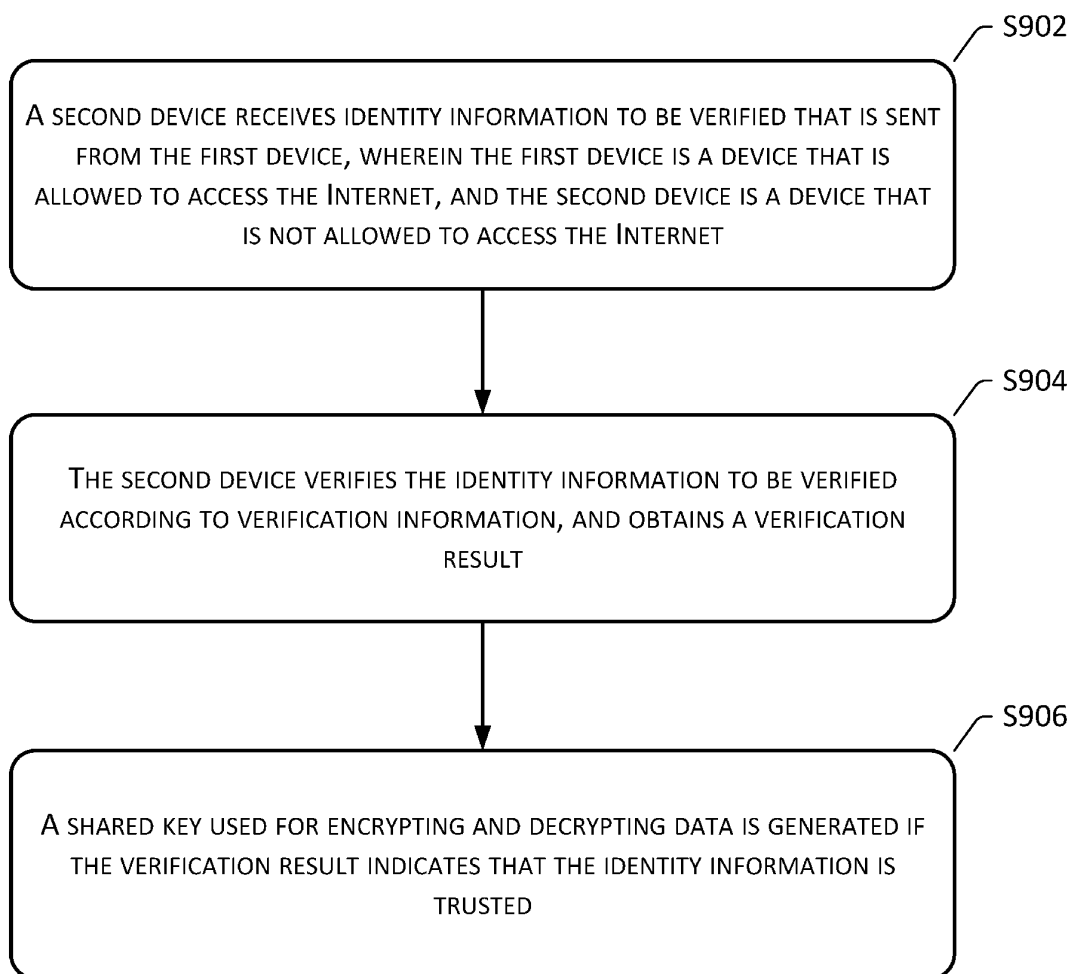 S902
A SECOND DEVICE RECEIVES IDENTITY INFORMATION TO BE VERIFIED THAT IS SENT
FROM THE FIRST DEVICE, WHEREIN THE FIRST DEVICE IS A DEVICE THAT IS
ALLOWED TO ACCESS THE INTERNET, AND THE SECOND DEVICE IS A DEVICE THAT
IS NOT ALLOWED TO ACCESS THE INTERNET
S904
THE SECOND DEVICE VERIFIES THE IDENTITY INFORMATION TO BE VERIFIED
ACCORDING TO VERIFICATION INFORMATION, AND OBTAINS A VERIFICATION
RESULT
S906
A SHARED KEY USED FOR ENCRYPTING AND DECRYPTING DATA IS GENERATED IF
THE VERIFICATION RESULT INDICATES THAT THE IDENTITY INFORMATION IS
TRUSTED